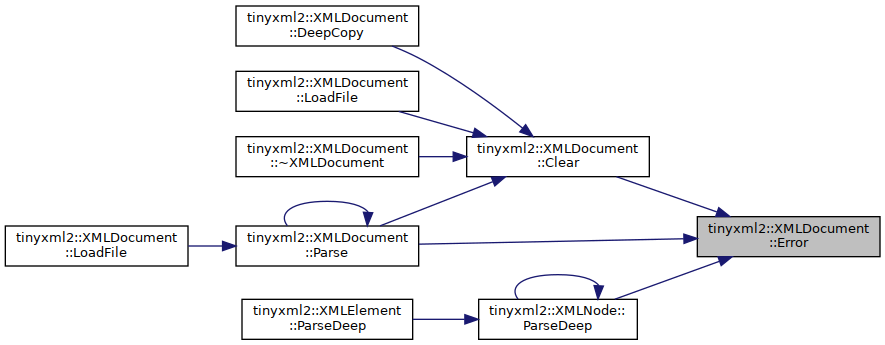 tinyxml2::XMLDocument
::DeepCopy
tinyxml2::XMLDocument
::LoadFile
tinyxml2::XMLDocument
::~XMLDocument
tinyxml2::XMLDocument
::Clear
tinyxml2::XMLDocument
::LoadFile
tinyxml2::XMLDocument
::Parse
tinyxml2::XMLDocument
::Error
tinyxml2::XMLElement
::ParseDeep
tinyxml2::XMLNode::
ParseDeep